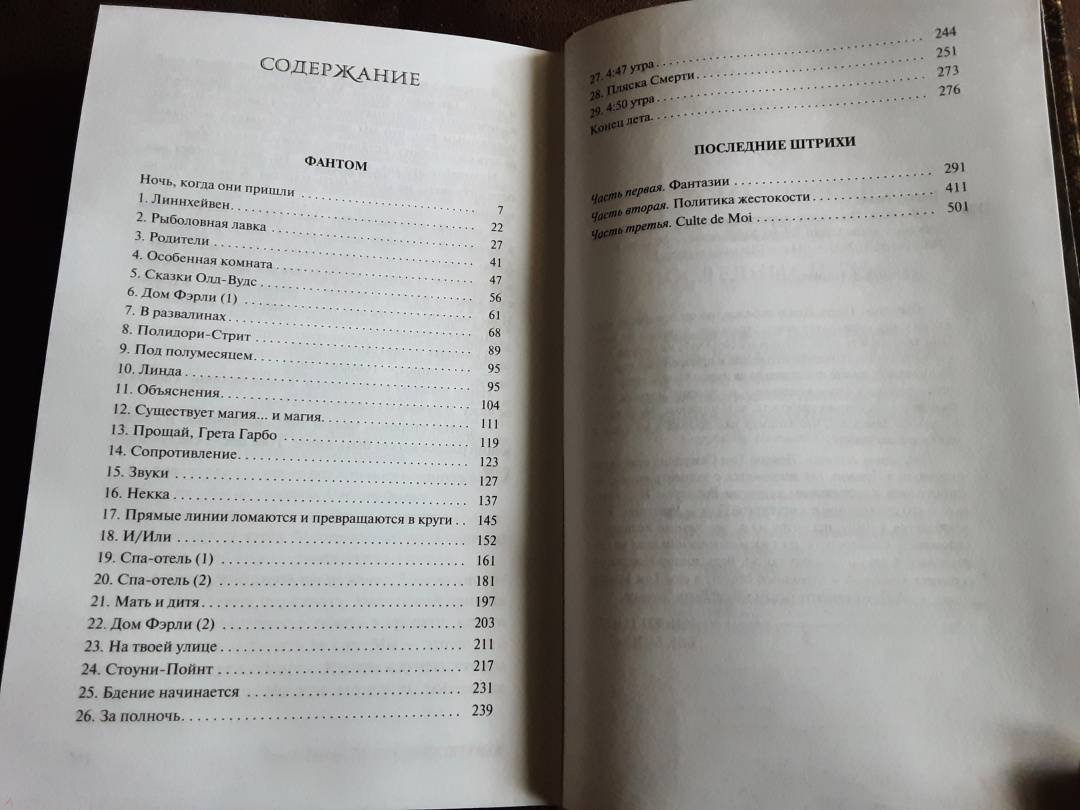 СОДЕРЖАНИЕ
ФАНТОМ
Ночь, когда они пришли . . . . . . . . . . 7
1. Линнхейвен. . . . . . . . . . 22
2. Рыболовная лавка . . . . . . . . . . 27
3. Родители . . . . . . . . . . 41
4. Особенная комната . . . . . . . . . . 47
5. Сказки Олд-Вудс . . . . . . . . . . 56
6. Дом Фэрли (1) . . . . . . . . . . 61
7. В развалинах . . . . . . . . . . 68
8. Полидори-Стрит . . . . . . . . . . 89
9. Под полумесяцем. . . . . . . . . . 95
10. Линда . . . . . . . . . . 95
11. Объяснения. . . . . . . . . . 104
12. Существует магия... и магия. . . . . . . . . . 111
13. Прощай, Грета Гарбо . . . . . . . . . . 119
14. Сопротивление. . . . . . . . . . 123
15. Звуки . . . . . . . . . . 127
16. Некка . . . . . . . . . . 137
17. Прямые линии ломаются и превращаются в круги . . 145
18. И/Или . . . . . . . . . . 152
19. Спа-отель (1) . . . . . . . . . . 161
20. Спа-отель (2) . . . . . . . . . . 181
21. Мать и дитя . . . . . . . . . . 197
22. Дом Фэрли (2) . . . . . . . . . . 203
23. На твоей улице . . . . . . . . . . 211
24. Стоуни-Пойнт . . . . . . . . . . 217
25. Бдение начинается . . . . . . . . . . 231
26. За полночь. . . . . . . . . . 239
27. 4:47 утра . . . . . . . . . . 244
28. Пляска Смерти . . . . . . . . . . 251
29. 4:50 утра . . . . . . . . . . 273
Конец лета. . . . . . . . . . 276
ПОСЛЕДНИЕ ШТРИХИ
Часть первая. Фантазии . . . . . . . . . . 291
Часть вторая. Политика жестокости . . . . . . . . . . 411
Часть третья. Culte de Moi . . . . . . . . . . 501